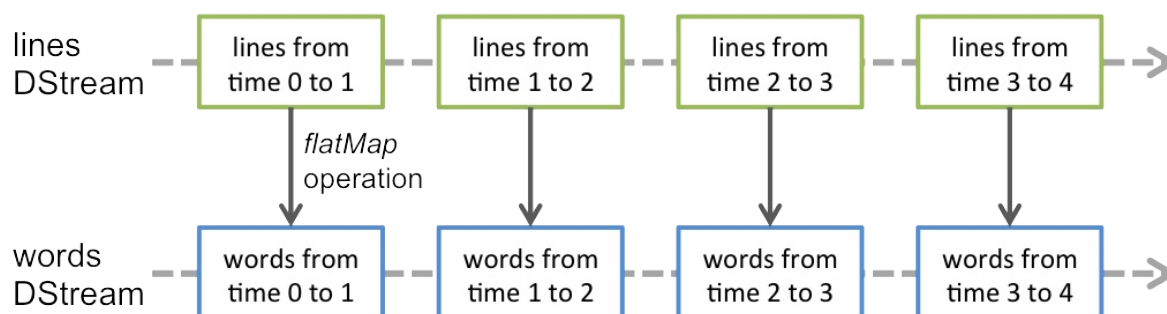 lines
DStream
lines from
time 0 to 1
lines from
time 1 to 2
lines from
time 2 to 3
lines from
time 3 to 4
flatMap
operation
words
DStream
words from
time 0 to 1
words from
time 1 to 2
words from
time 2 to 3
words from
time 3 to 4